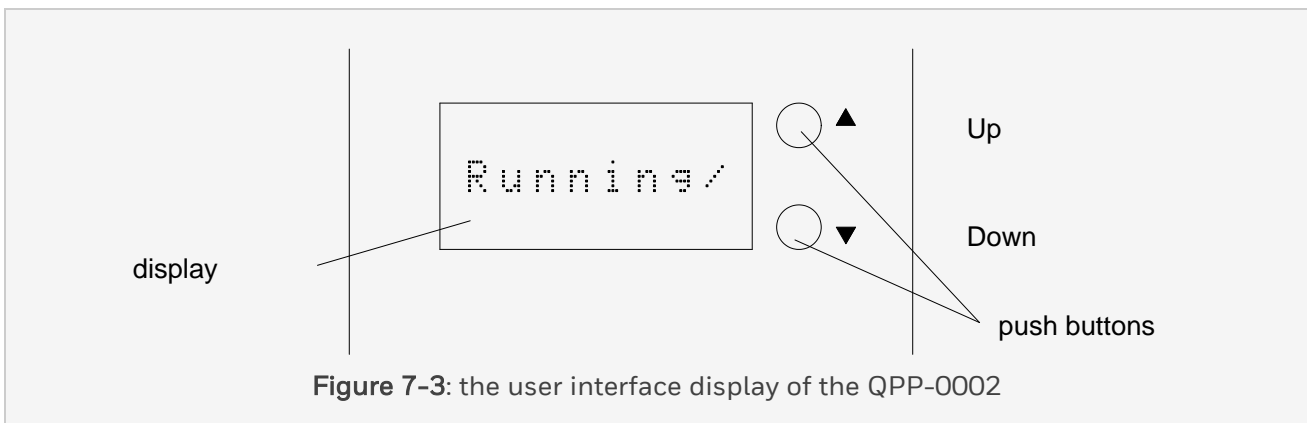 Running/
Up
Down
display
push buttons
Figure 7-3: the user interface display of the QPP-0002